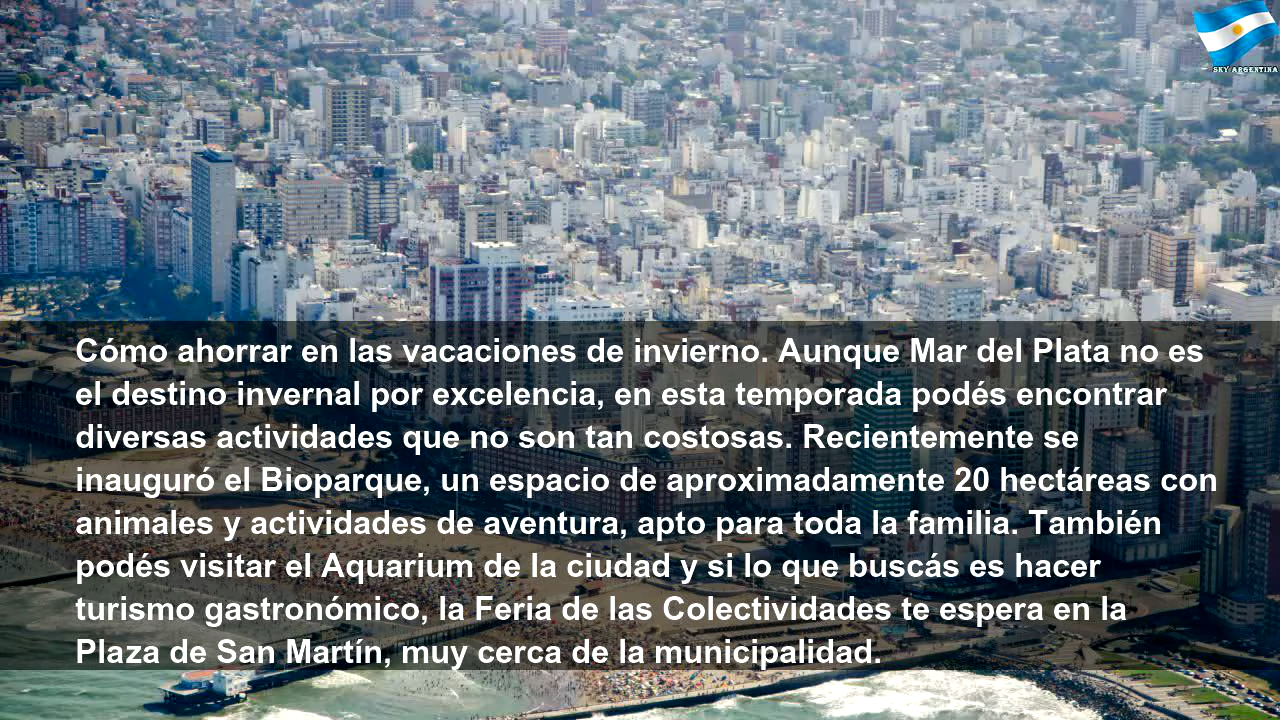 SKY ARGENTINA
Cómo ahorrar en las vacaciones de invierno. Aunque Mar del Plata no es
el destino invernal por excelencia, en esta temporada podés encontrar
diversas actividades que no son tan costosas. Recientemente se
inauguró el Bioparque, un espacio de aproximadamente 20 hectáreas con
animales y actividades de aventura, apto para toda la familia. También
podés visitar el Aquarium de la ciudad y si lo que buscás es hacer
turismo gastronómico, la Feria de las Colectividades te espera en la
Plaza de San Martín, muy cerca de la municipalidad.